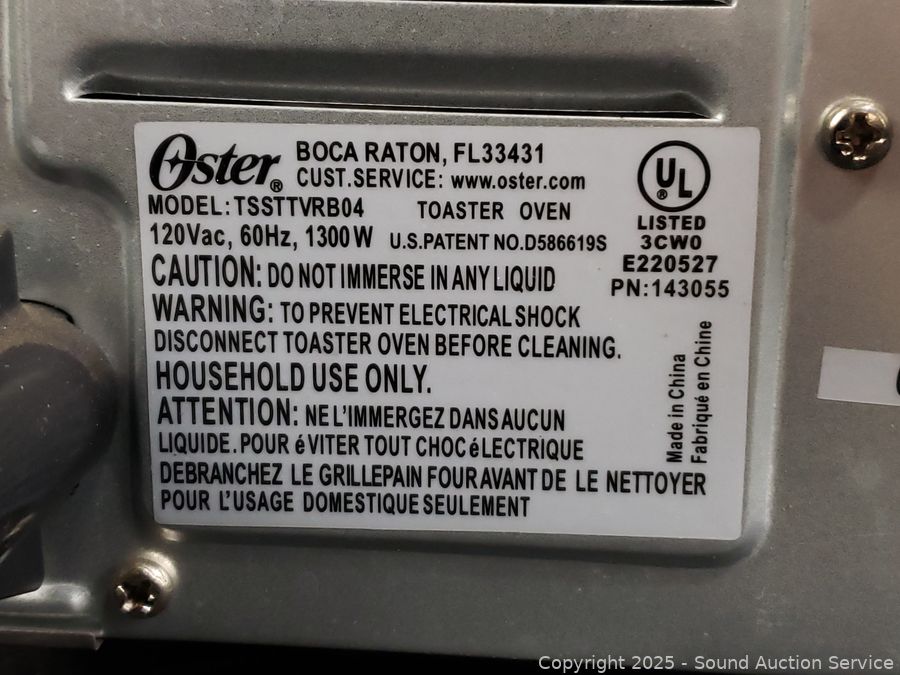 Oster® BOCA RATON, FL33431
CUST.SERVICE: www.oster.com
MODEL: TSSTTVRB04 TOASTER OVEN
120Vac, 60Hz, 1300W U.S.PATENT NO.D586619S
UL
LISTED
3CW0
E220527
PN:143055
CAUTION: DO NOT IMMERSE IN ANY LIQUID
WARNING: TO PREVENT ELECTRICAL SHOCK
DISCONNECT TOASTER OVEN BEFORE CLEANING.
HOUSEHOLD USE ONLY.
ATTENTION: NE L'IMMERGEZ DANS AUCUN
LIQUIDE. POUR éVITER TOUT CHOC éLECTRIQUE
DEBRANCHEZ LE GRILLEPAIN FOUR AVANT DE LE NETTOYER
POUR L'USAGE DOMESTIQUE SEULEMENT
Made in China
Fabriqué en Chine
Copyright 2025 - Sound Auction Service